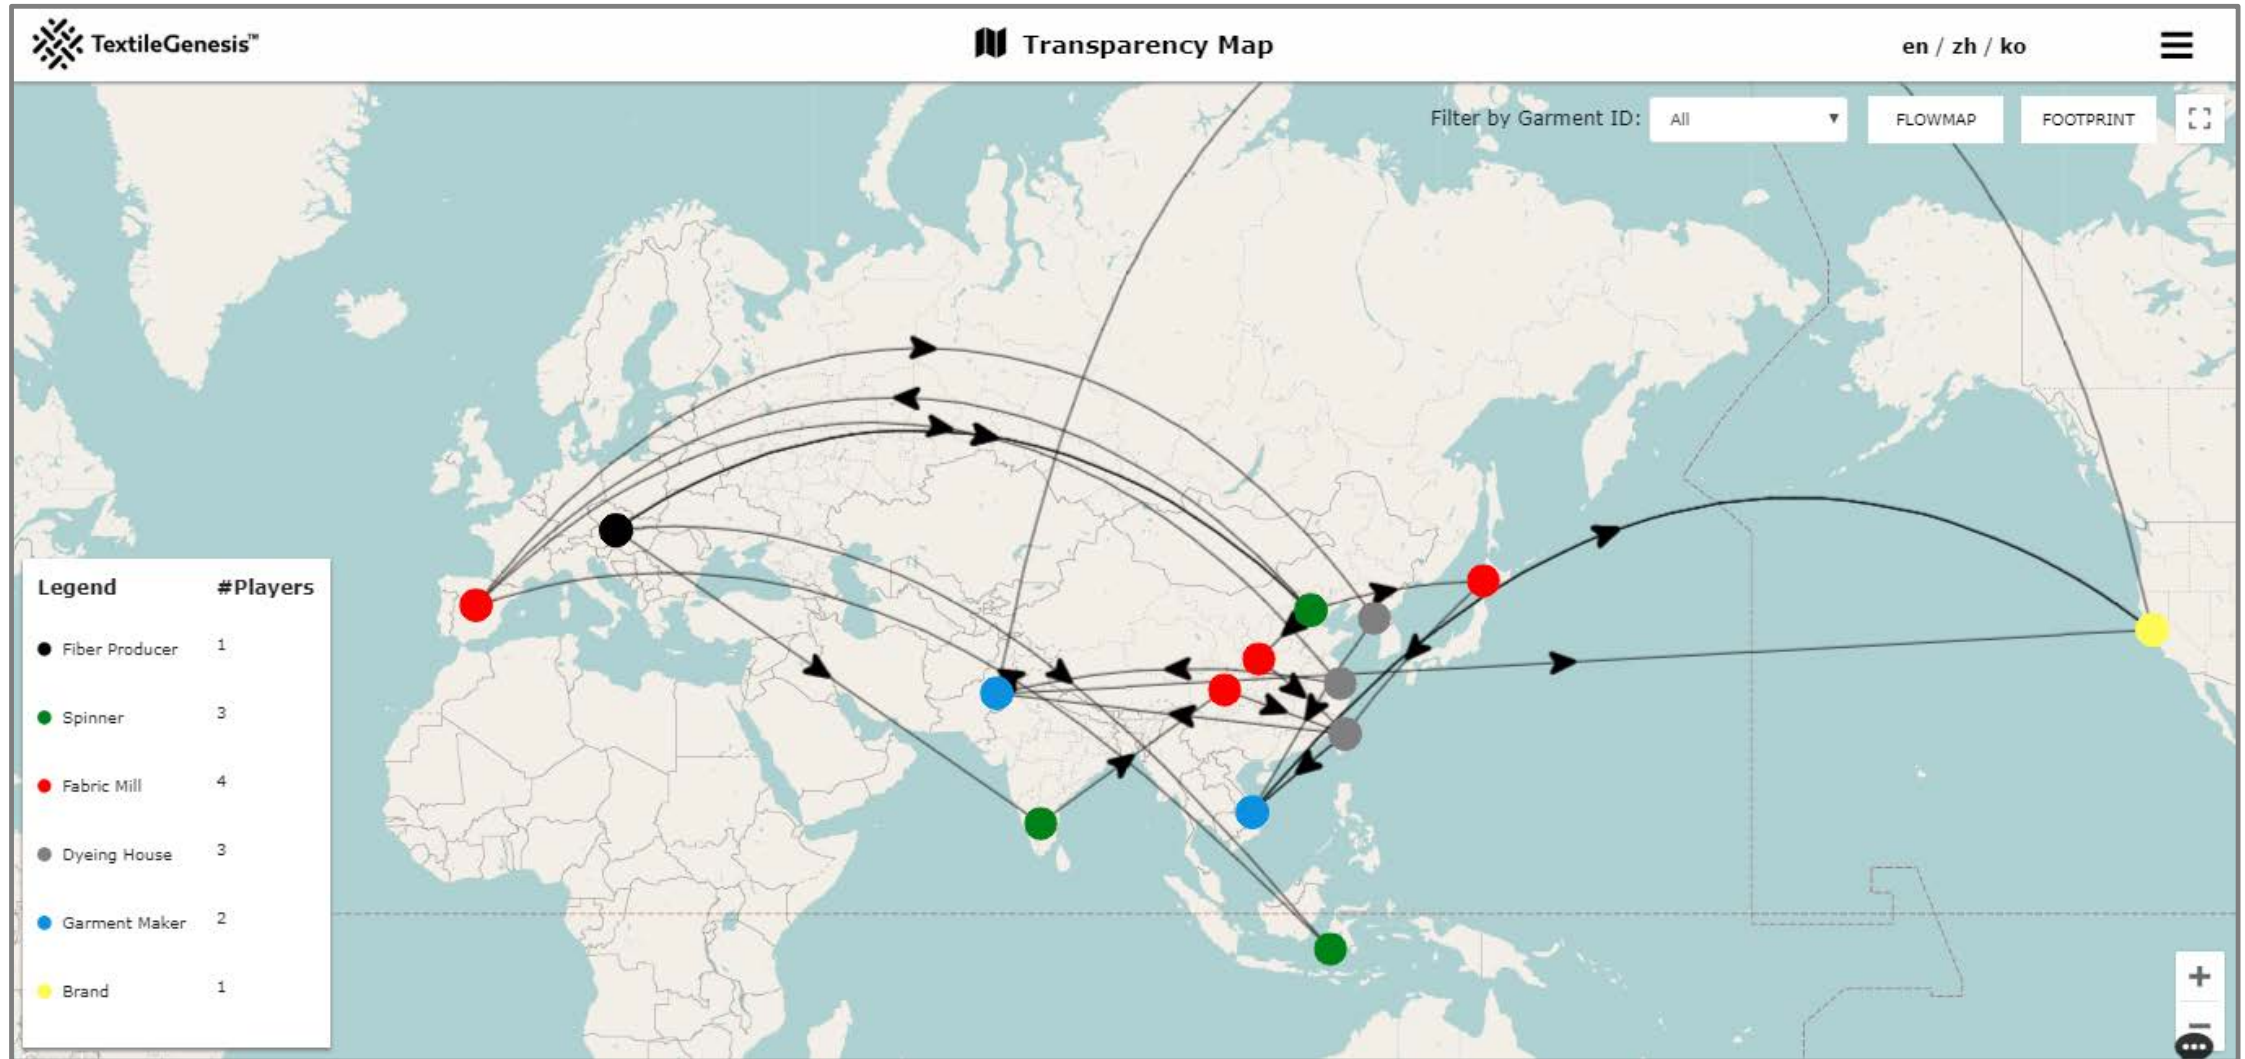 TextileGenesis™
Transparency Map
en / zh / ko
Filter by Garment ID: All
FLOWMAP
FOOTPRINT
Legend #Players
Fiber Producer 1
Spinner 3
Fabric Mill 4
Dyeing House 3
Garment Maker 2
Brand 1
+
−